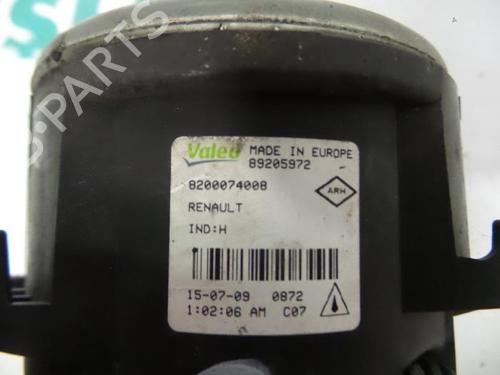 Valeo MADE IN EUROPE
89205972
8200074008
ARH
RENAULT
IND:H
15-07-09 0872
1:02:06 AM C07
B-PARTS